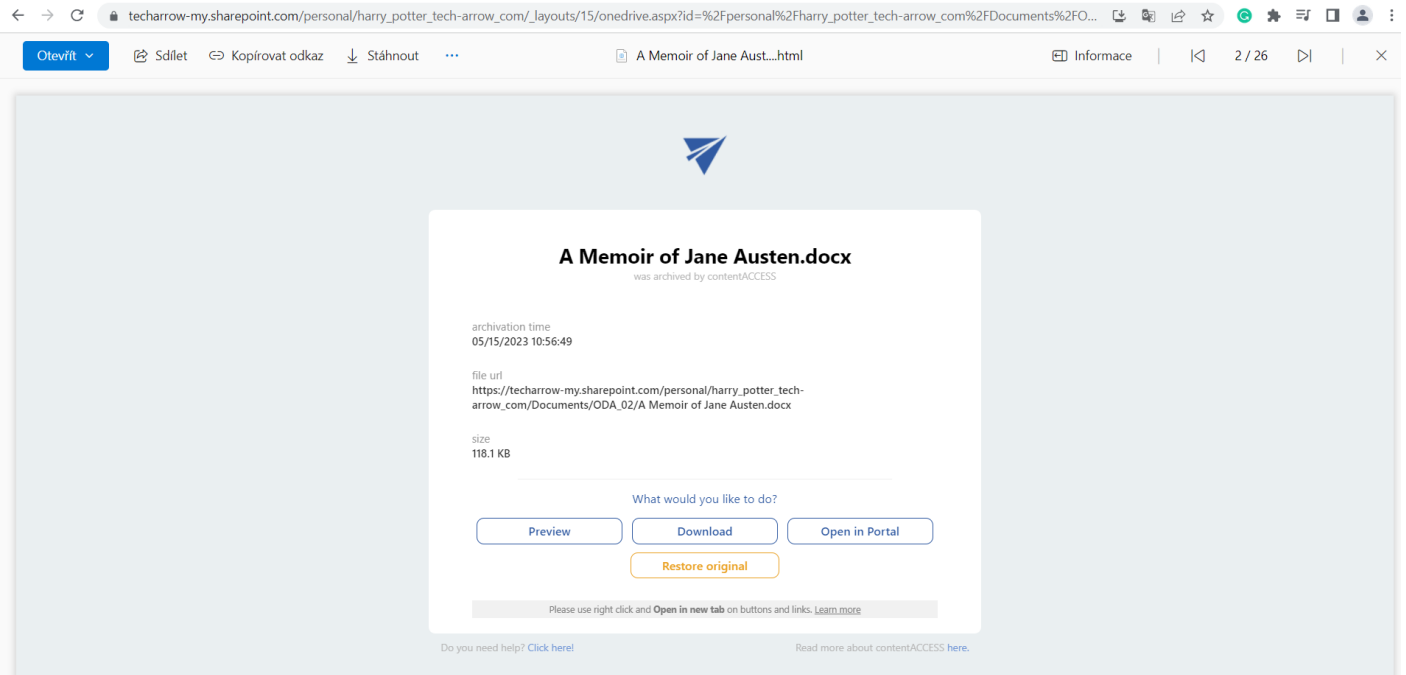 techarrow-my.sharepoint.com/personal/harry_potter_tech-arrow_com/_layouts/15/onedrive.aspx?id=%2Fpersonal%2Fharry_potter_tech-arrow_com%2FDocuments%2FO...
Otevřít Sdílet Kopírovat odkaz Stáhnout ... A Memoir of Jane Aust....html Informace 2 / 26
A Memoir of Jane Austen.docx
was archived by contentACCESS
archivation time
05/15/2023 10:56:49
file url
https://techarrow-my.sharepoint.com/personal/harry_potter_tech-
arrow_com/Documents/ODA_02/A Memoir of Jane Austen.docx
size
118.1 KB
What would you like to do?
Preview Download Open in Portal
Restore original
Please use right click and Open in new tab on buttons and links. Learn more
Do you need help? Click here! Read more about contentACCESS here.